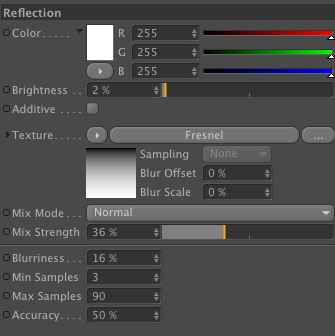 Reflection
Color..... R 255
G 255
B 255
Brightness 2 %
Additive ..
Texture..... Fresnel ...
Sampling None
Blur Offset 0 %
Blur Scale 0 %
Mix Mode... Normal
Mix Strength 36 %
Blurriness... 16 %
Min Samples 3
Max Samples 90
Accuracy... 50 %